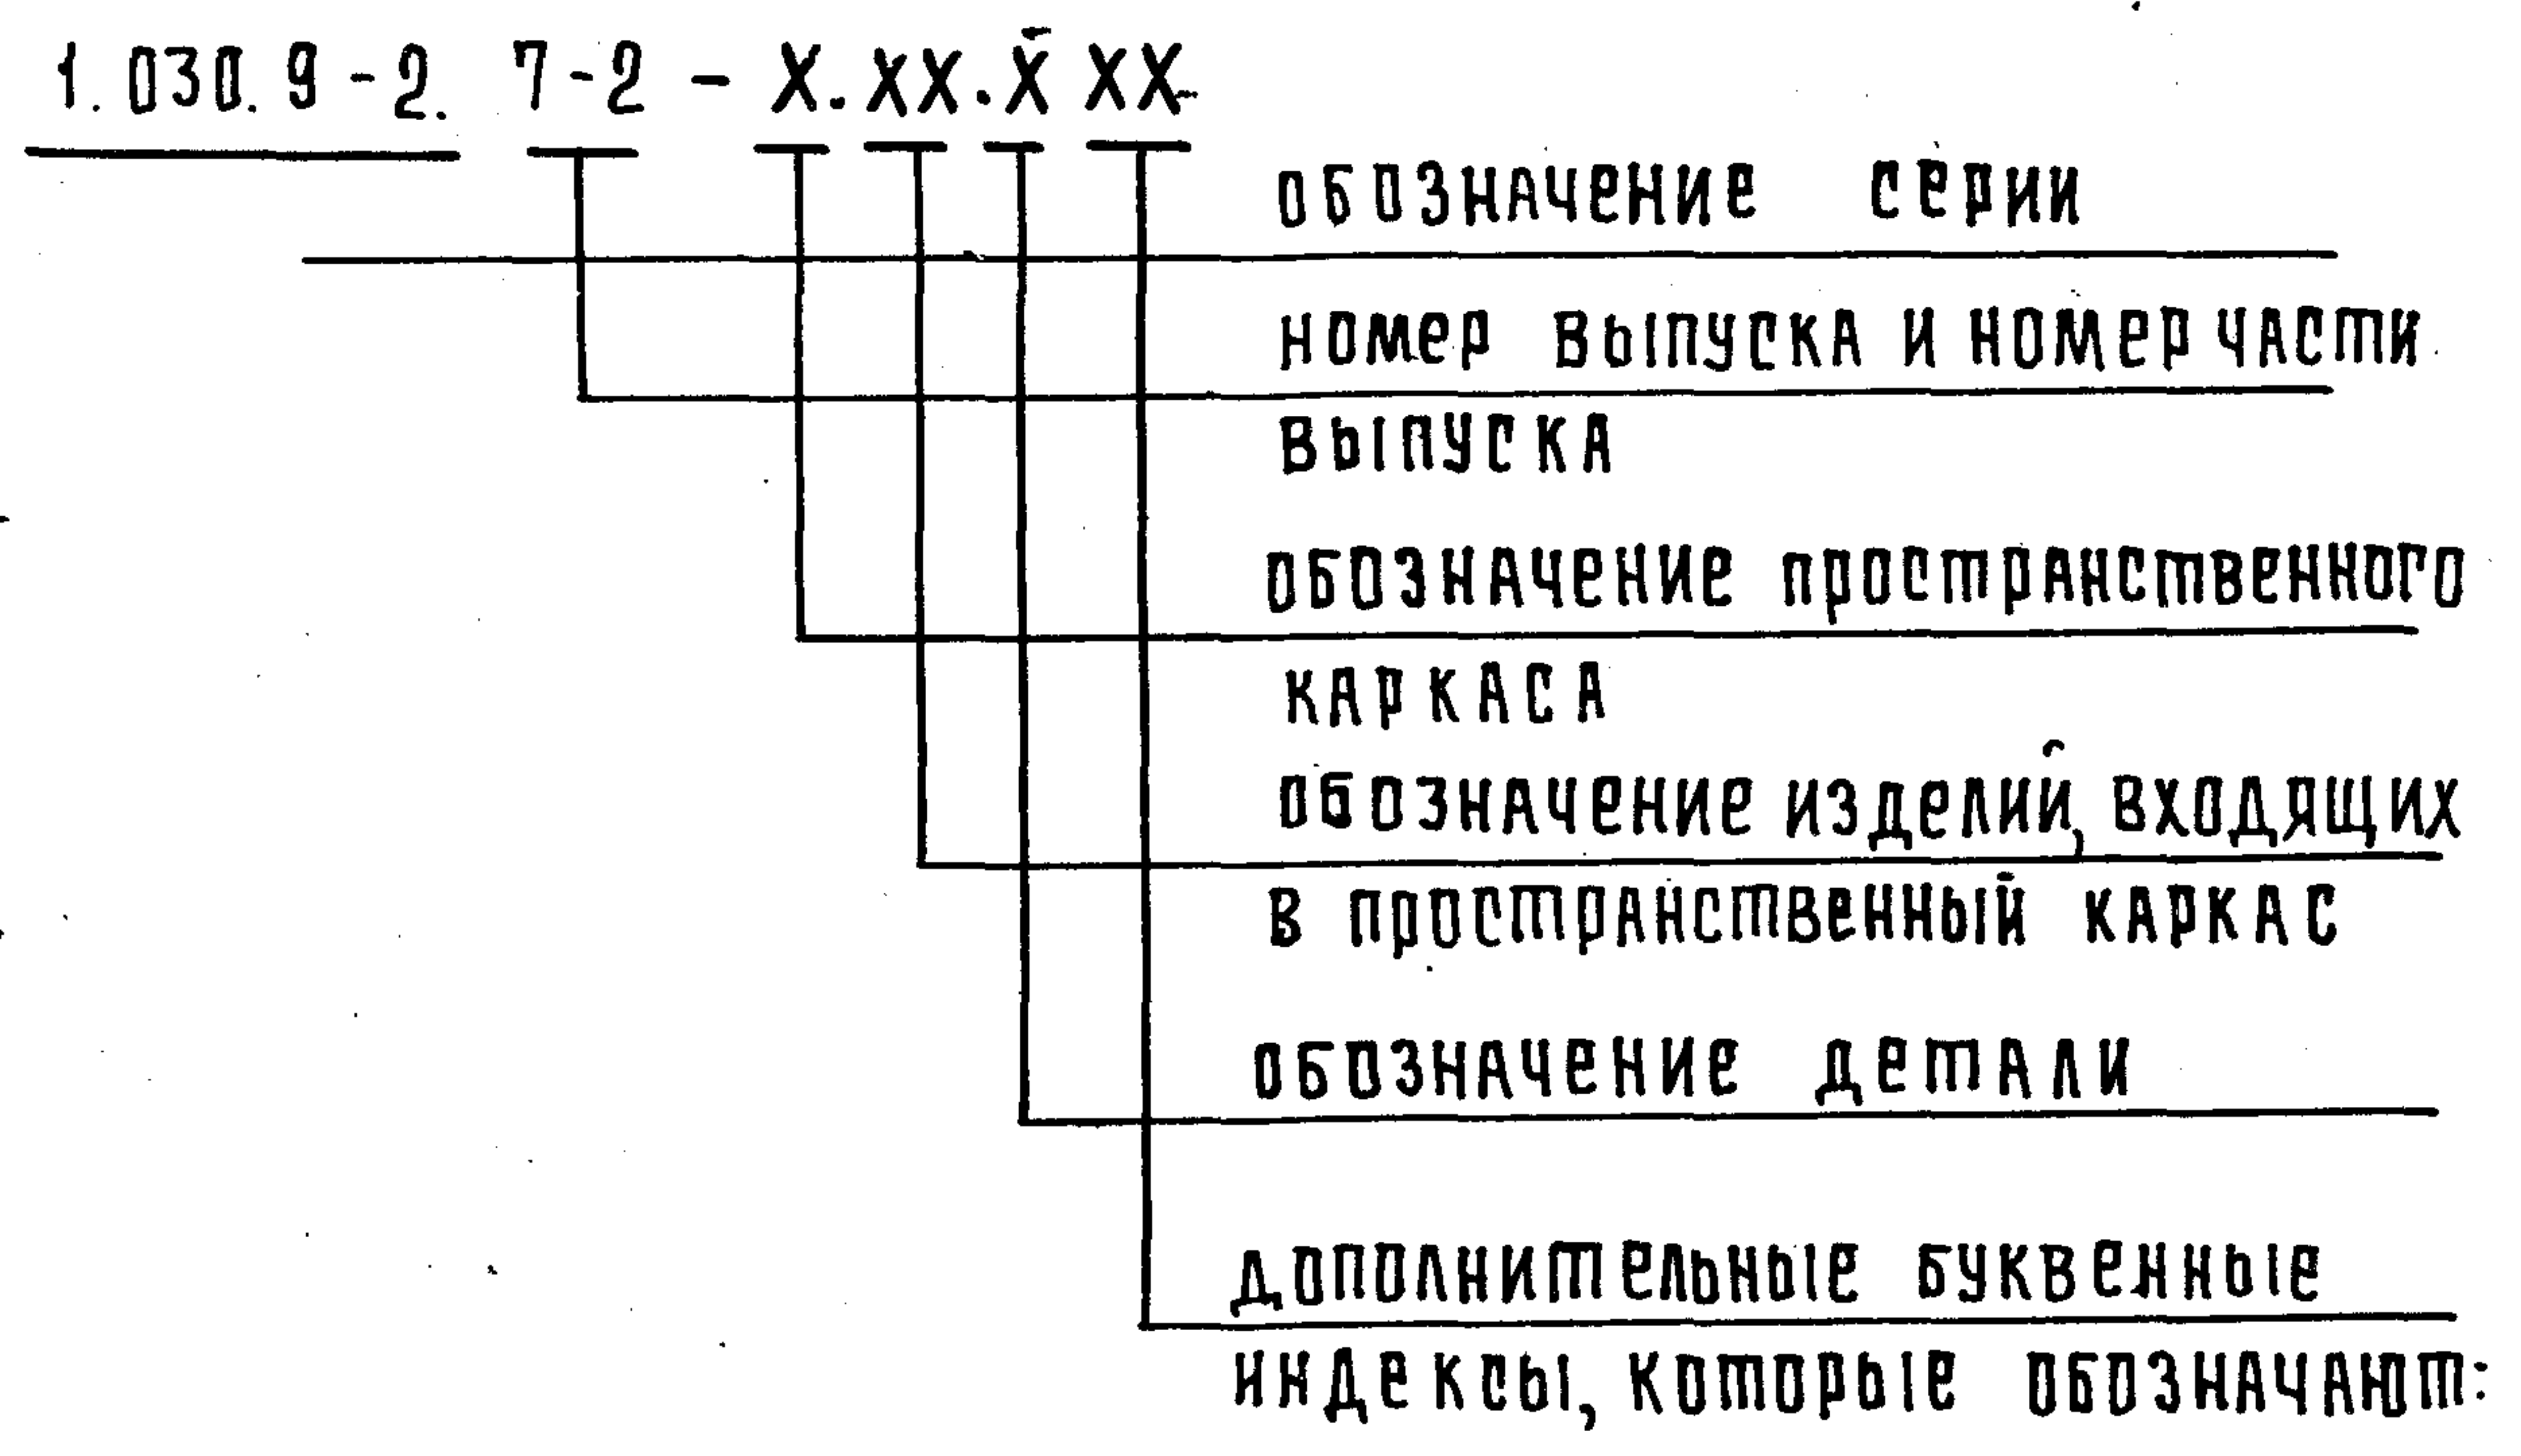 1.030.9-2. 7-2 - X.XX.X XX
обозначение серии
номер выпуска и номер части
выпуска
обозначение пространственного
каркаса
обозначение изделий, входящих
в пространственный каркас
обозначение детали
дополнительные буквенные
индексы, которые обозначают: